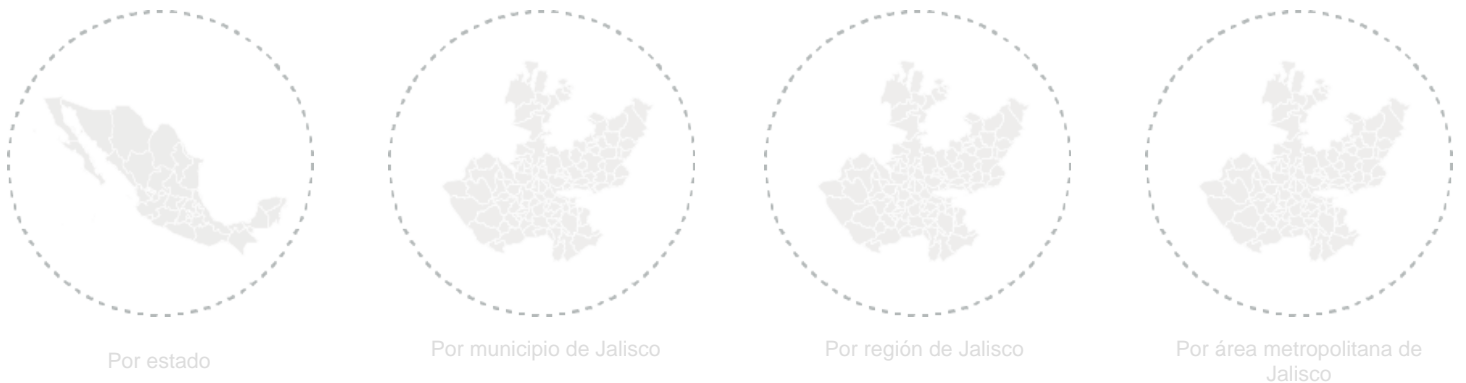 Por estado
Por municipio de Jalisco
Por región de Jalisco
Por área metropolitana de
Jalisco